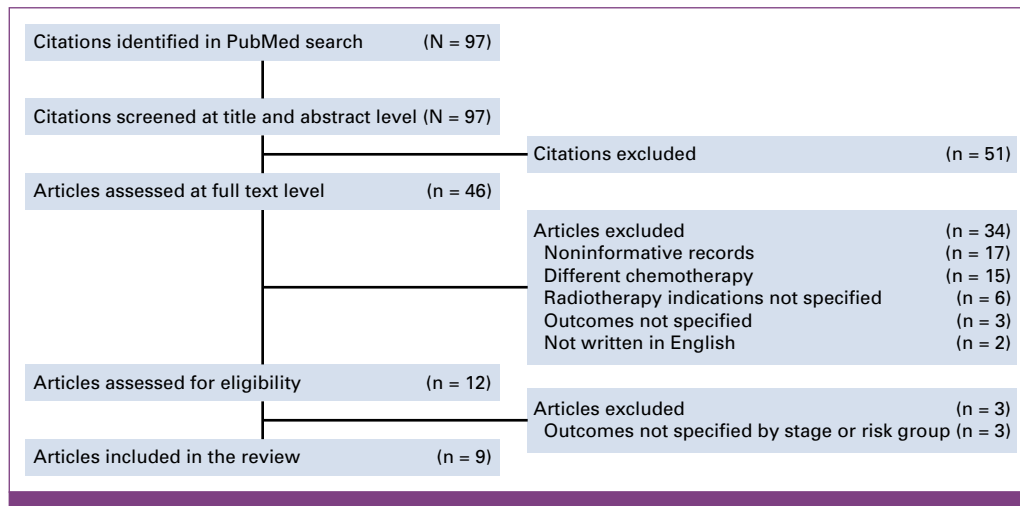 Citations identified in PubMed search (N = 97)
Citations screened at title and abstract level (N = 97)
Citations excluded (n = 51)
Articles assessed at full text level (n = 46)
Articles excluded (n = 34)
Noninformative records (n = 17)
Different chemotherapy (n = 15)
Radiotherapy indications not specified (n = 6)
Outcomes not specified (n = 3)
Not written in English (n = 2)
Articles assessed for eligibility (n = 12)
Articles excluded (n = 3)
Outcomes not specified by stage or risk group (n = 3)
Articles included in the review (n = 9)